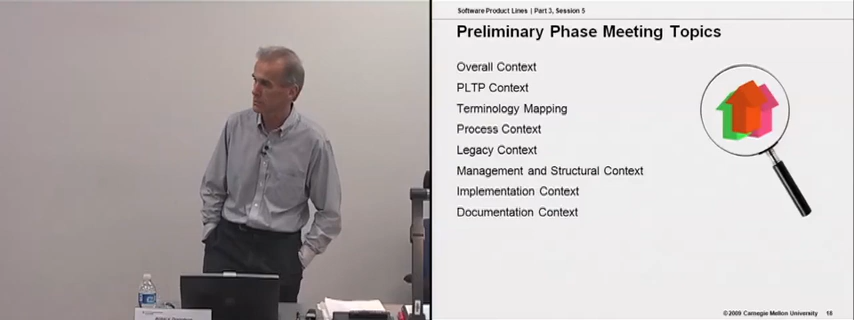 Software Product Lines | Part 3, Session 5
Preliminary Phase Meeting Topics
Overall Context
PLTP Context
Terminology Mapping
Process Context
Legacy Context
Management and Structural Context
Implementation Context
Documentation Context
© 2009 Carnegie Mellon University 18